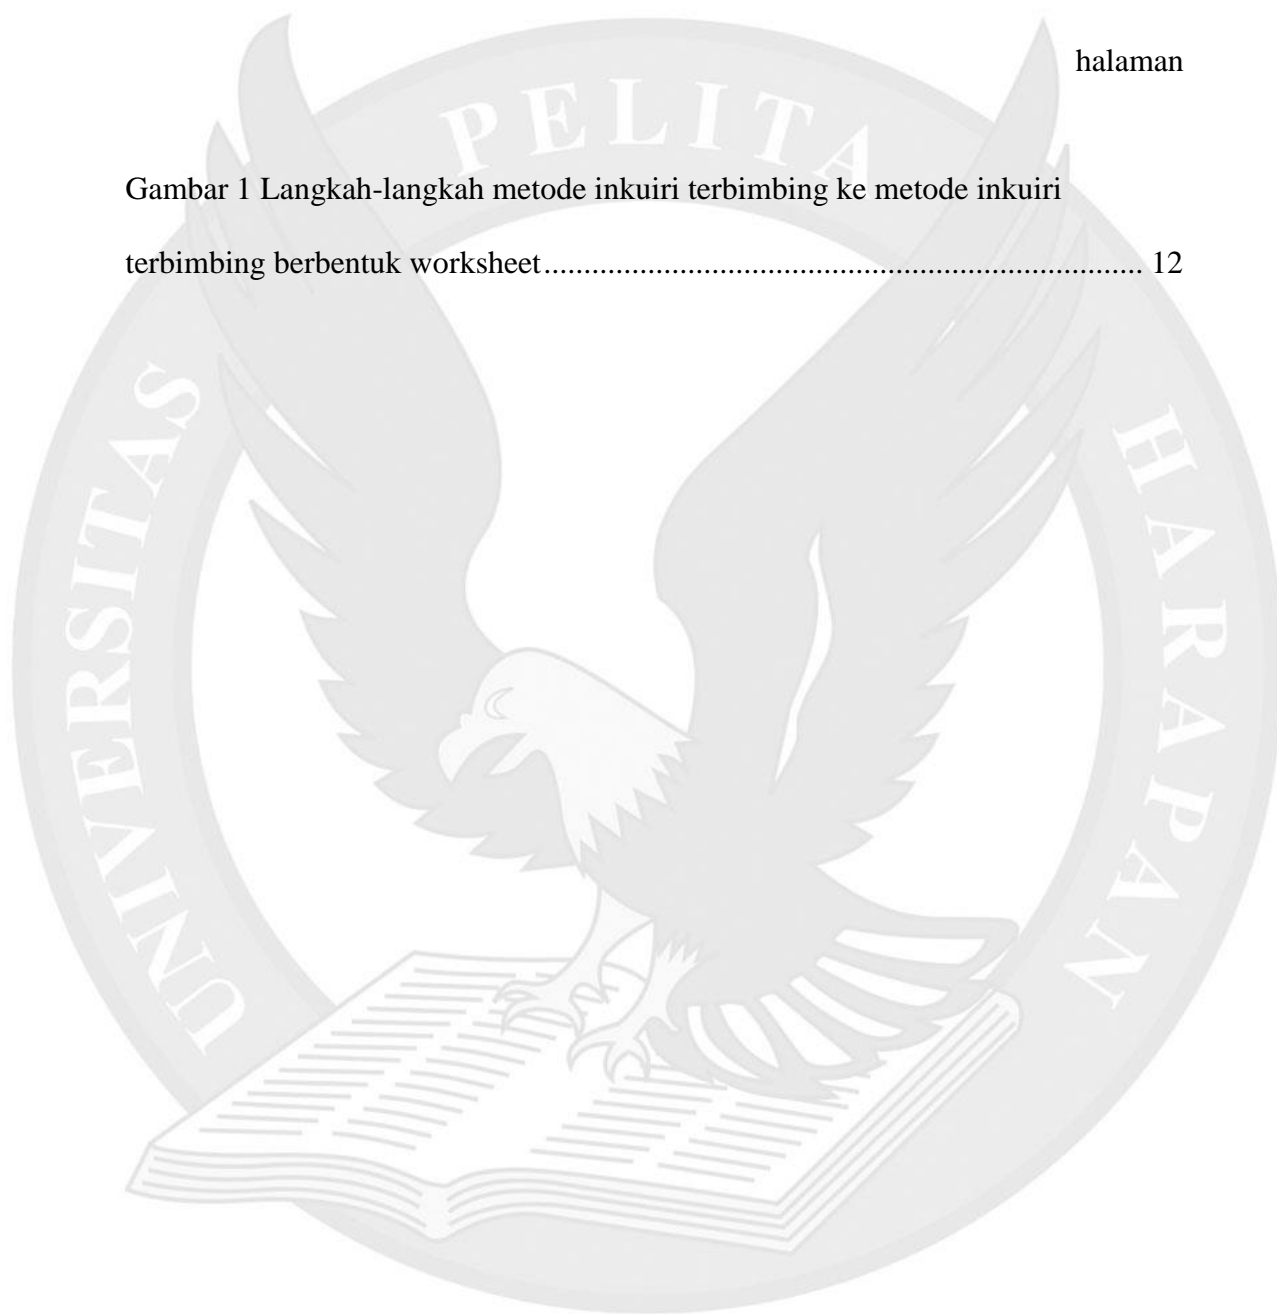 halaman
PELITA
Gambar 1 Langkah-langkah metode inkuiri terbimbing ke metode inkuiri
terbimbing berbentuk worksheet........................................................................... 12
UNIVERSITAS
HARAPAN